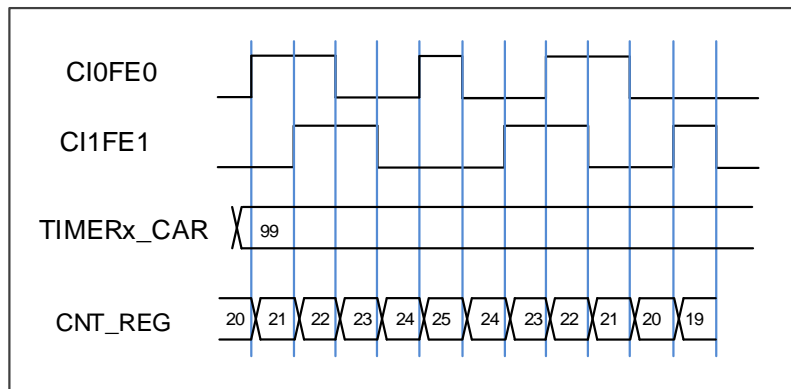 CI0FE0
CI1FE1
TIMERx_CAR 99
CNT_REG 20 21 22 23 24 25 24 23 22 21 20 19